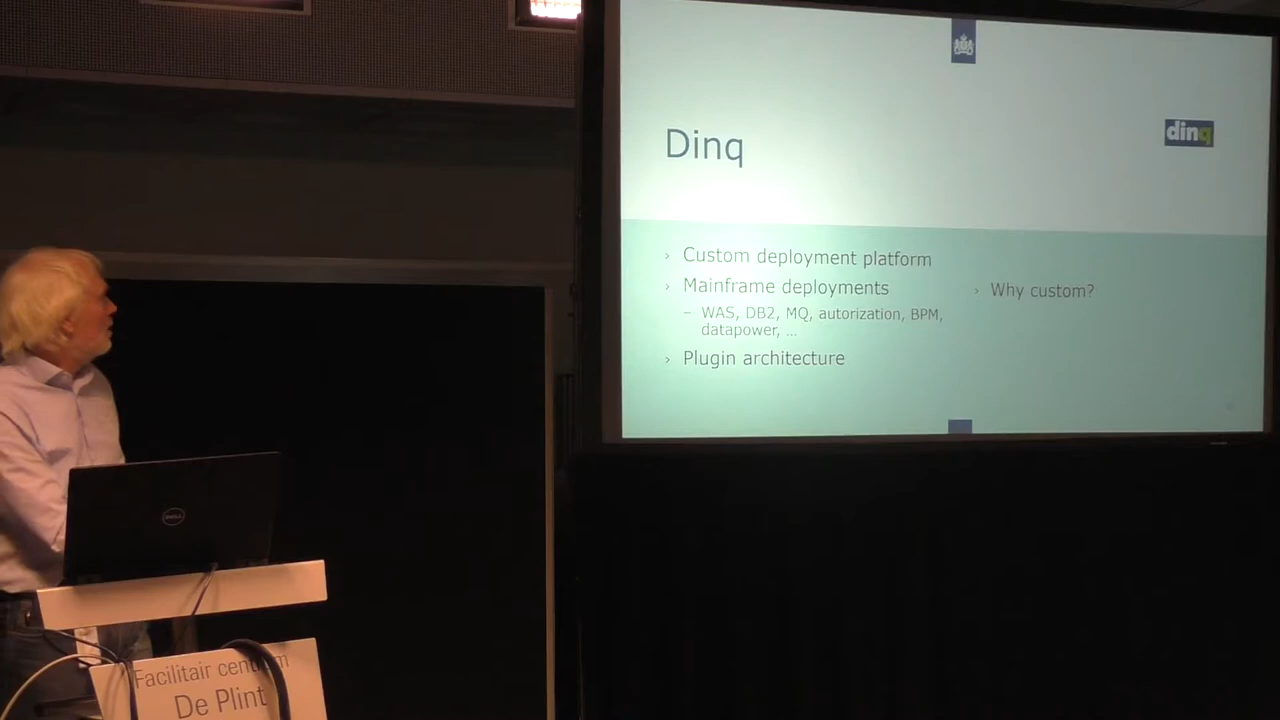 Dinq
dinq
› Custom deployment platform
› Mainframe deployments
– WAS, DB2, MQ, autorization, BPM,
datapower, ...
› Plugin architecture
› Why custom?
DELL
Facilitair centrum
De Plint